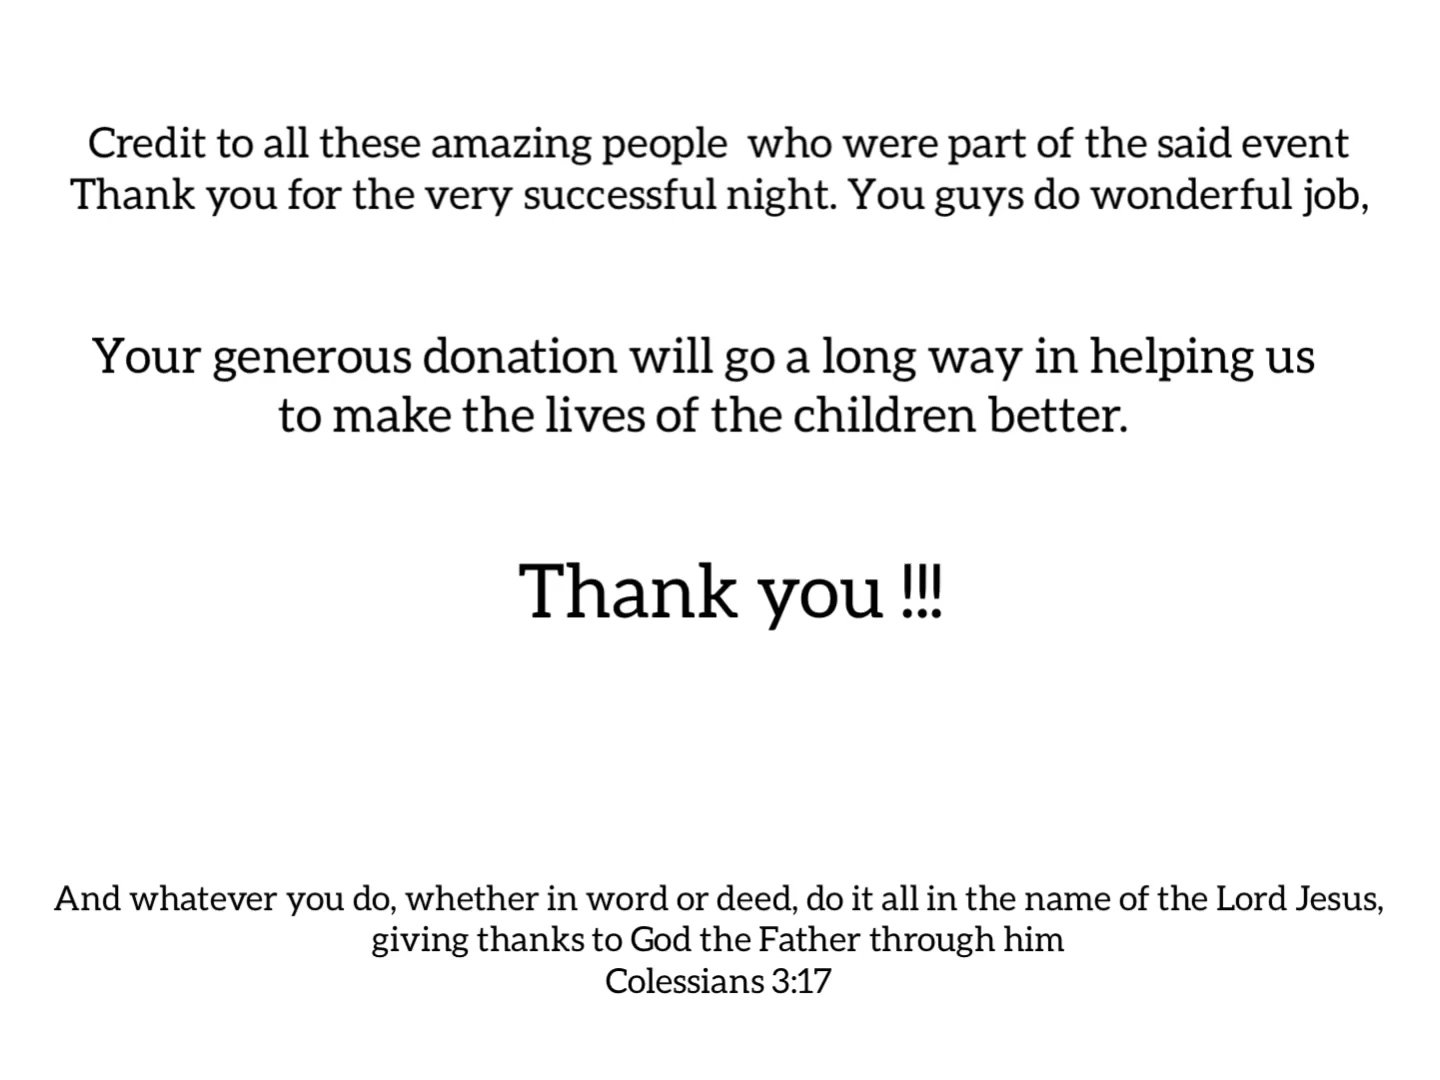 Credit to all these amazing people  who were part of the said event
Thank you for the very successful night. You guys do wonderful job,
Your generous donation will go a long way in helping us
to make the lives of the children better.
Thank you !!!
And whatever you do, whether in word or deed, do it all in the name of the Lord Jesus,
giving thanks to God the Father through him
Colessians 3:17